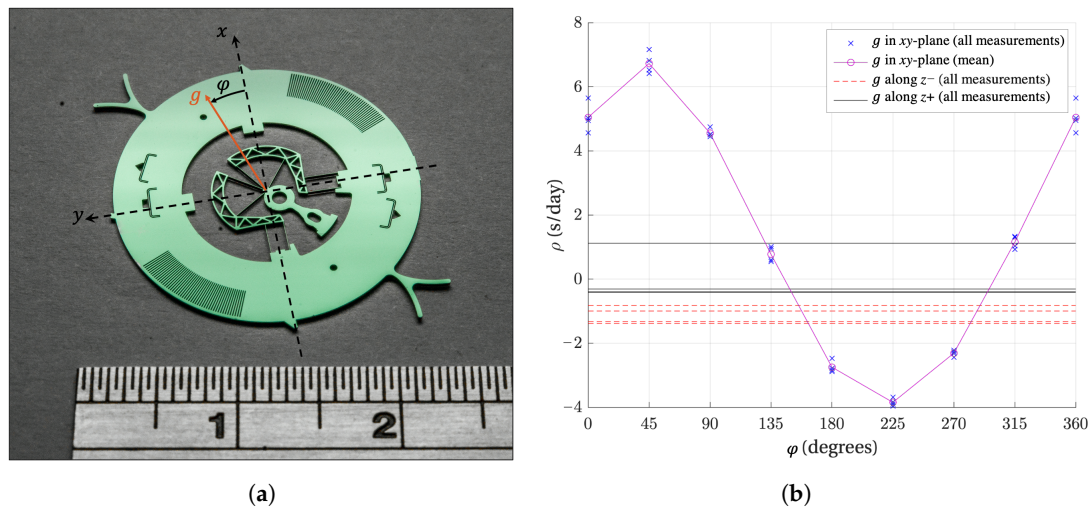 x
g
φ
y
1
2
(a)
8
6
4
2
0
−2
−4
ρ (s/day)
g in xy-plane (all measurements)
g in xy-plane (mean)
g along z− (all measurements)
g along z+ (all measurements)
0 45 90 135 180 225 270 315 360
φ (degrees)
(b)